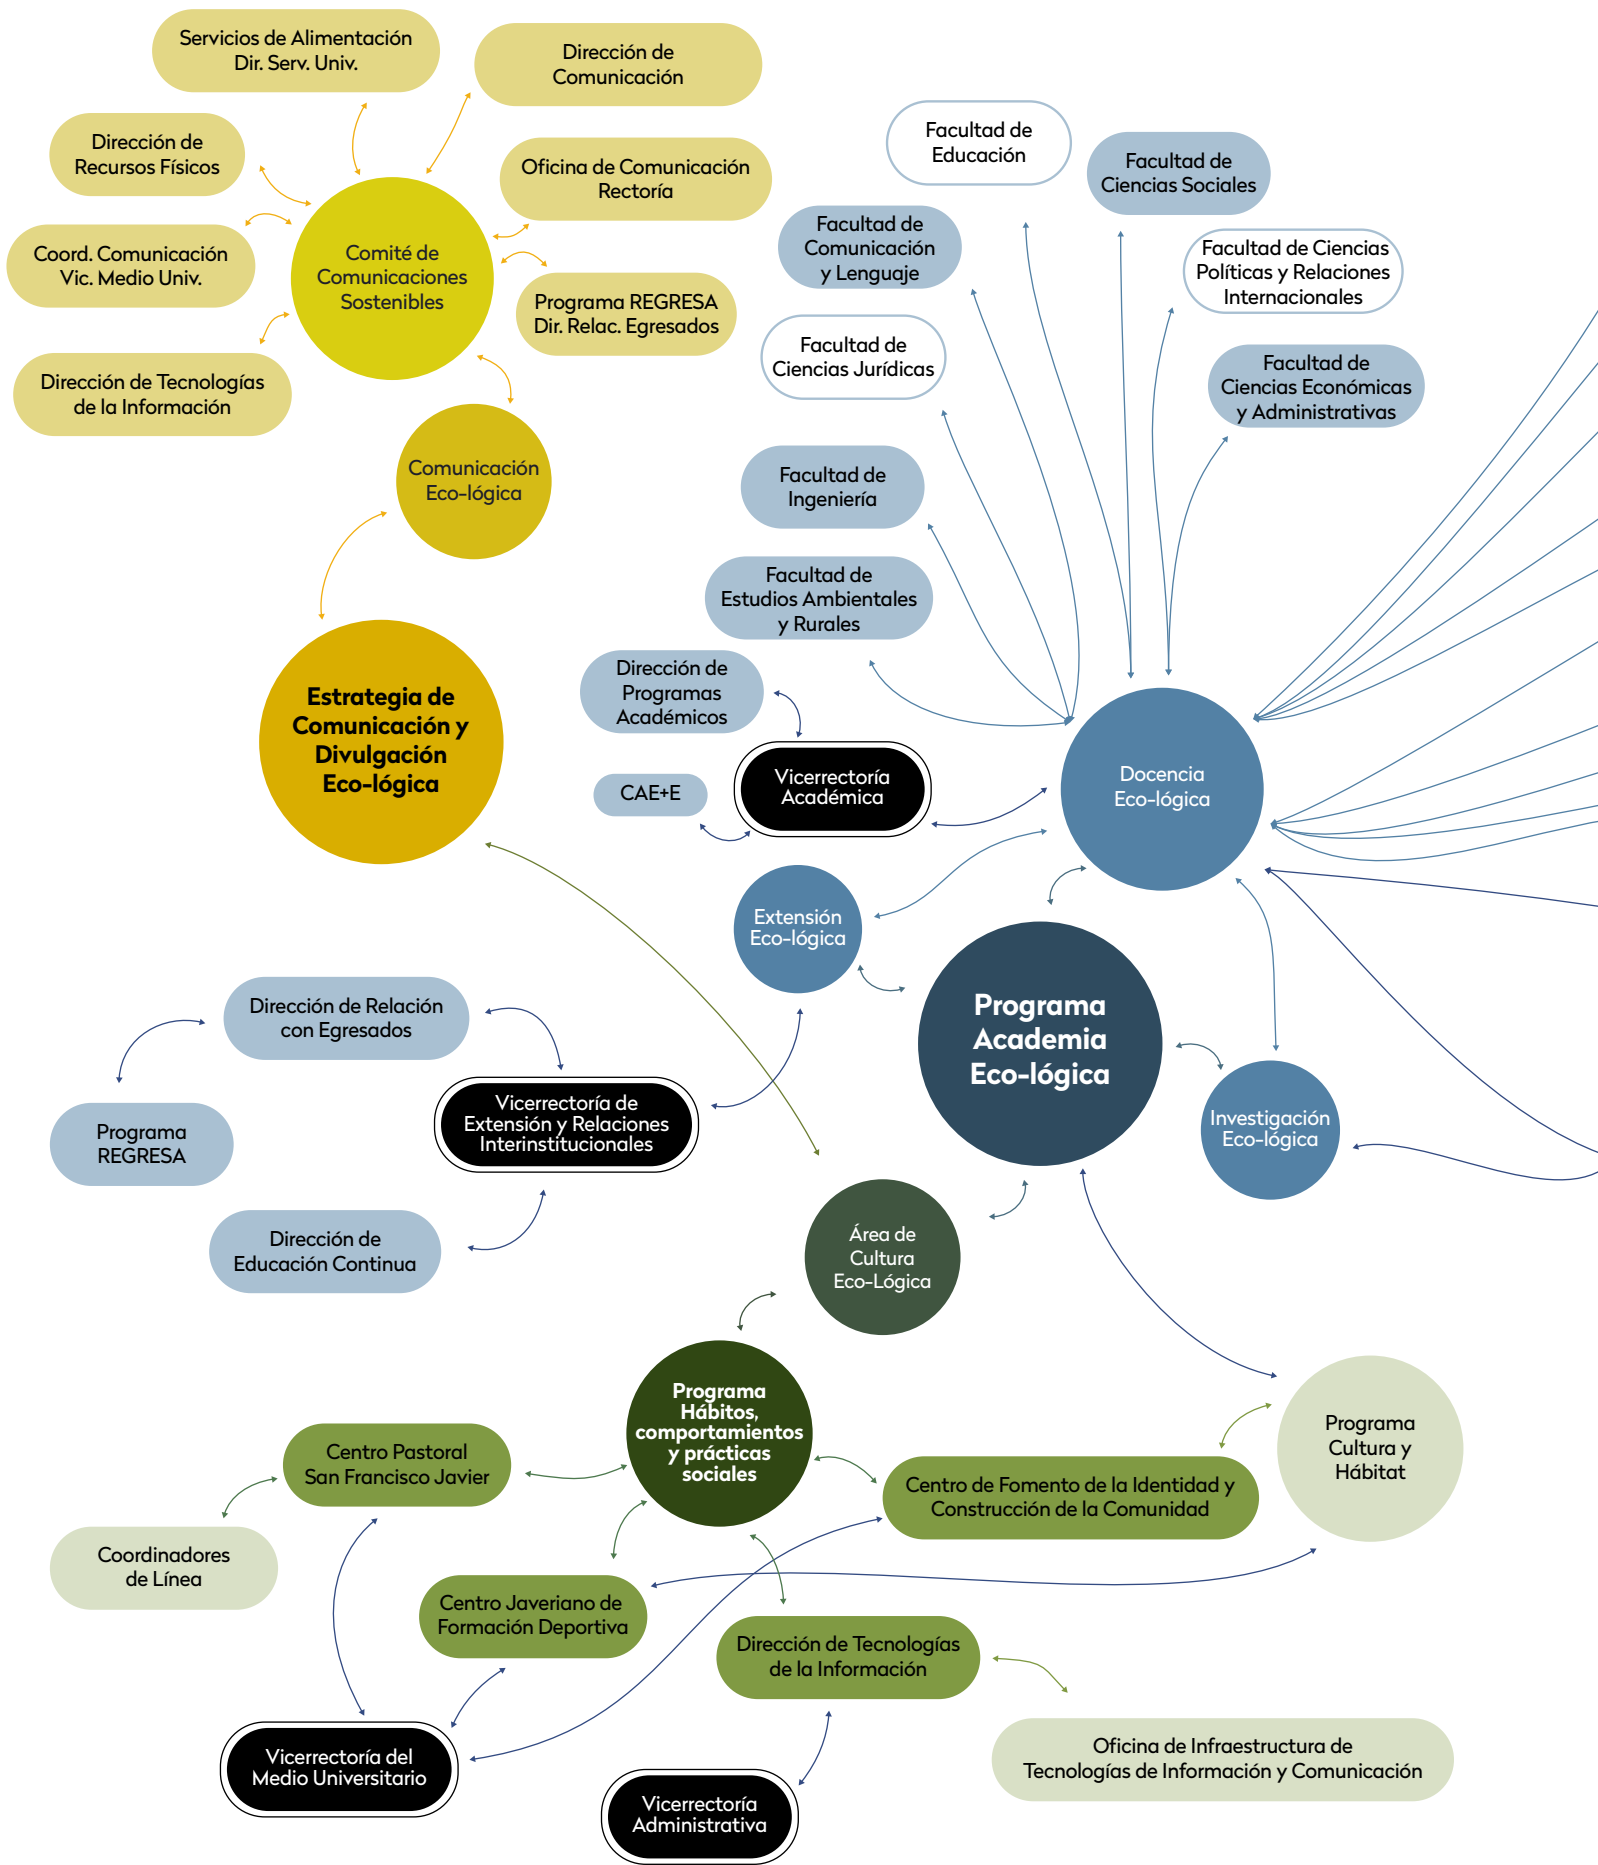 Servicios de Alimentación
Dir. Serv. Univ.
Dirección de
Comunicación
Dirección de
Recursos Físicos
Oficina de Comunicación
Rectoría
Coord. Comunicación
Vic. Medio Univ.
Comité de
Comunicaciones
Sostenibles
Programa REGRESA
Dir. Relac. Egresados
Dirección de Tecnologías
de la Información
Comunicación
Eco-lógica
Estrategia de
Comunicación y
Divulgación
Eco-lógica
Facultad de
Educación
Facultad de
Ciencias Sociales
Facultad de
Comunicación
y Lenguaje
Facultad de Ciencias
Políticas y Relaciones
Internacionales
Facultad de
Ciencias Jurídicas
Facultad de
Ciencias Económicas
y Administrativas
Facultad de
Ingeniería
Facultad de
Estudios Ambientales
y Rurales
Dirección de
Programas
Académicos
Vicerrectoría
Académica
CAE+E
Docencia
Eco-lógica
Extensión
Eco-lógica
Programa
Academia
Eco-lógica
Investigación
Eco-lógica
Dirección de Relación
con Egresados
Programa
REGRESA
Vicerrectoría de
Extensión y Relaciones
Interinstitucionales
Dirección de
Educación Continua
Área de
Cultura
Eco-Lógica
Programa
Hábitos,
comportamientos
y prácticas
sociales
Programa
Cultura y
Hábitat
Centro Pastoral
San Francisco Javier
Centro de Fomento de la Identidad y
Construcción de la Comunidad
Coordinadores
de Línea
Centro Javeriano de
Formación Deportiva
Dirección de Tecnologías
de la Información
Vicerrectoría del
Medio Universitario
Oficina de Infraestructura de
Tecnologías de Información y Comunicación
Vicerrectoría
Administrativa